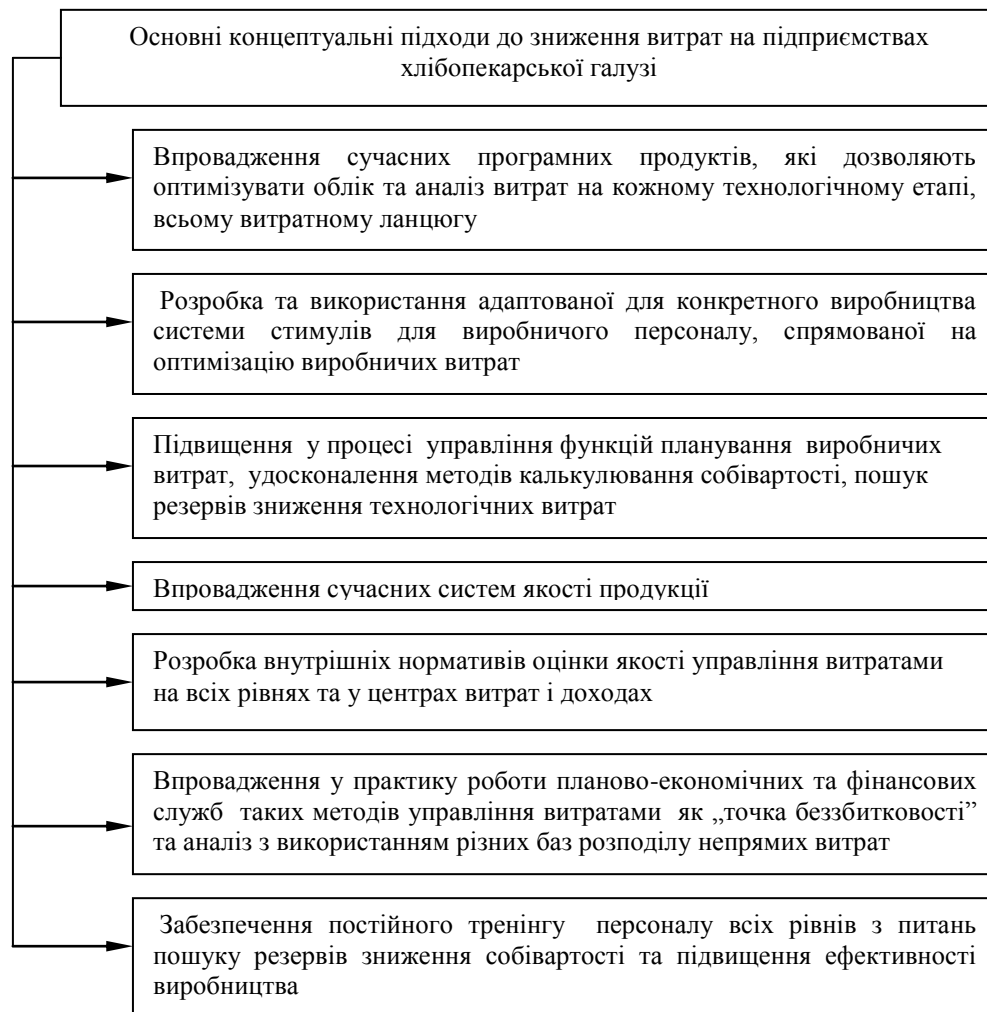 Основні концептуальні підходи до зниження витрат на підприємствах
хлібопекарської галузі
Впровадження сучасних програмних продуктів, які дозволяють
оптимізувати облік та аналіз витрат на кожному технологічному етапі,
всьому витратному ланцюгу
Розробка та використання адаптованої для конкретного виробництва
системи стимулів для виробничого персоналу, спрямованої на
оптимізацію виробничих витрат
Підвищення у процесі управління функцій планування виробничих
витрат, удосконалення методів калькулювання собівартості, пошук
резервів зниження технологічних витрат
Впровадження сучасних систем якості продукції
Розробка внутрішніх нормативів оцінки якості управління витратами
на всіх рівнях та у центрах витрат і доходах
Впровадження у практику роботи планово-економічних та фінансових
служб таких методів управління витратами як „точка беззбитковості”
та аналіз з використанням різних баз розподілу непрямих витрат
Забезпечення постійного тренінгу персоналу всіх рівнів з питань
пошуку резервів зниження собівартості та підвищення ефективності
виробництва